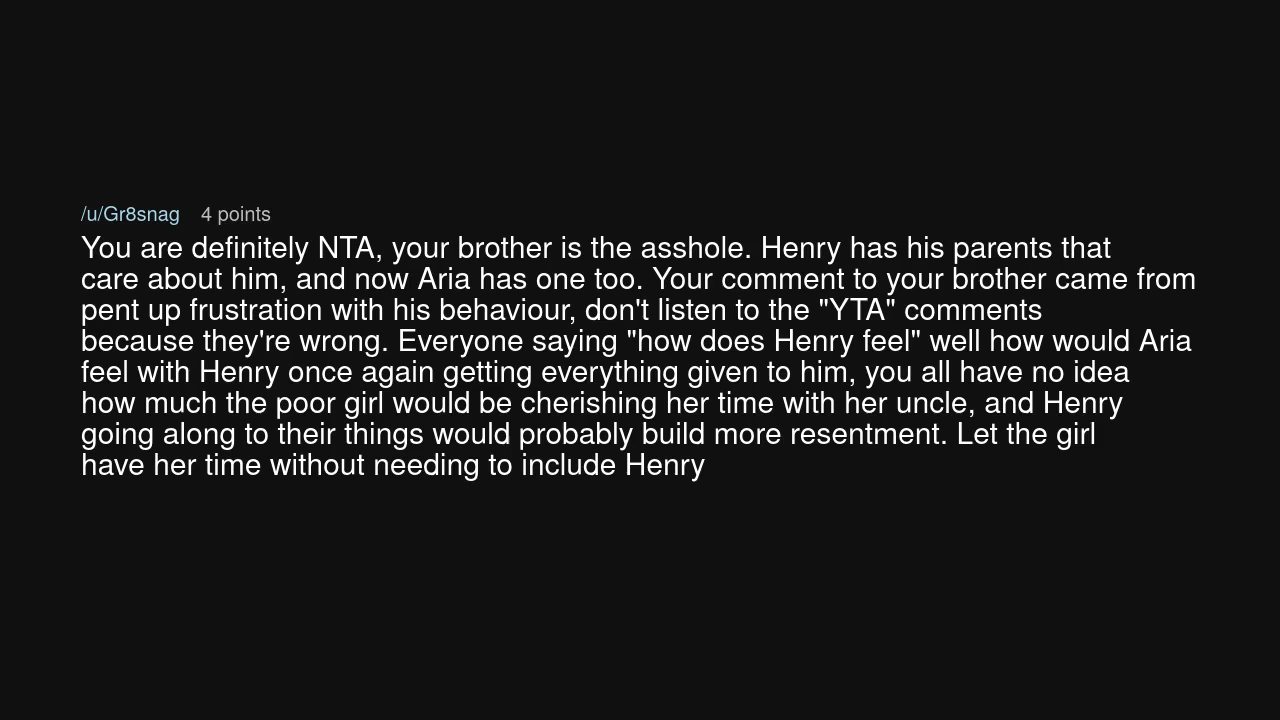 /u/Gr8snag 4 points
You are definitely NTA, your brother is the asshole. Henry has his parents that
care about him, and now Aria has one too. Your comment to your brother came from
pent up frustration with his behaviour, don't listen to the "YTA" comments
because they're wrong. Everyone saying "how does Henry feel" well how would Aria
feel with Henry once again getting everything given to him, you all have no idea
how much the poor girl would be cherishing her time with her uncle, and Henry
going along to their things would probably build more resentment. Let the girl
have her time without needing to include Henry